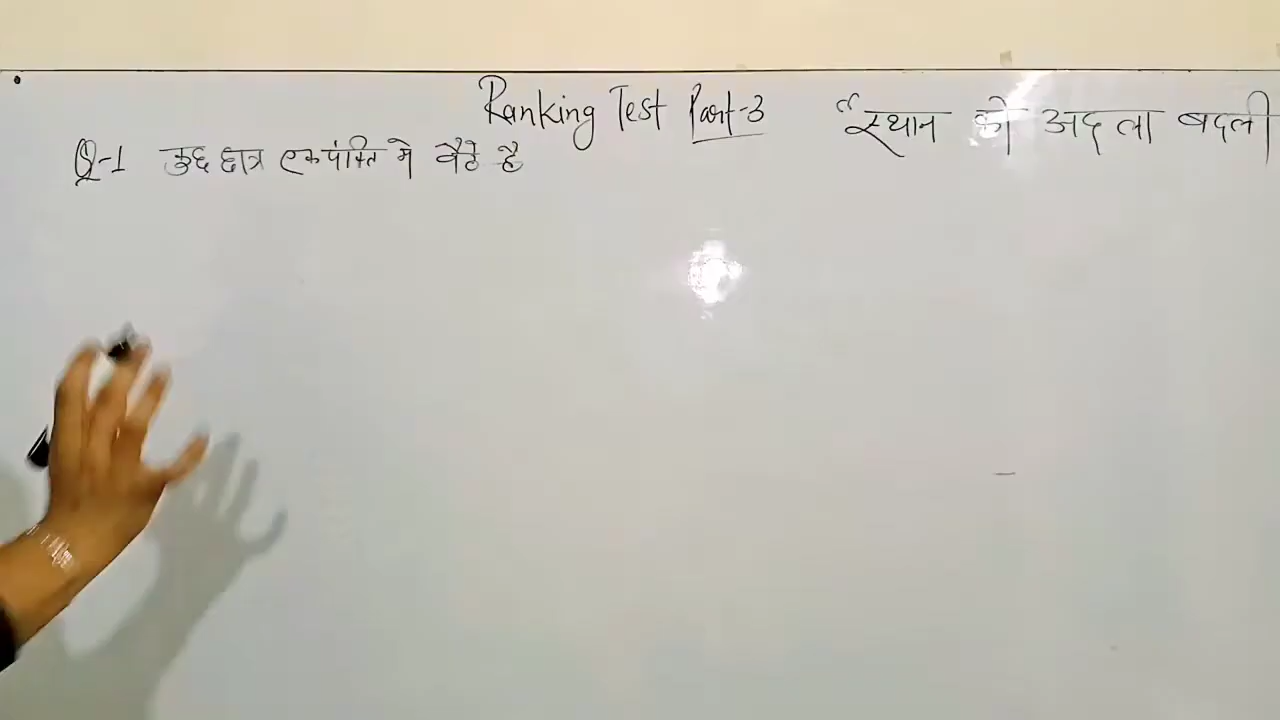 Ranking Test Part-3 "स्थान की अदला बदली
Q-1 कुछ छात्र एक पंक्ति मे बैठे है